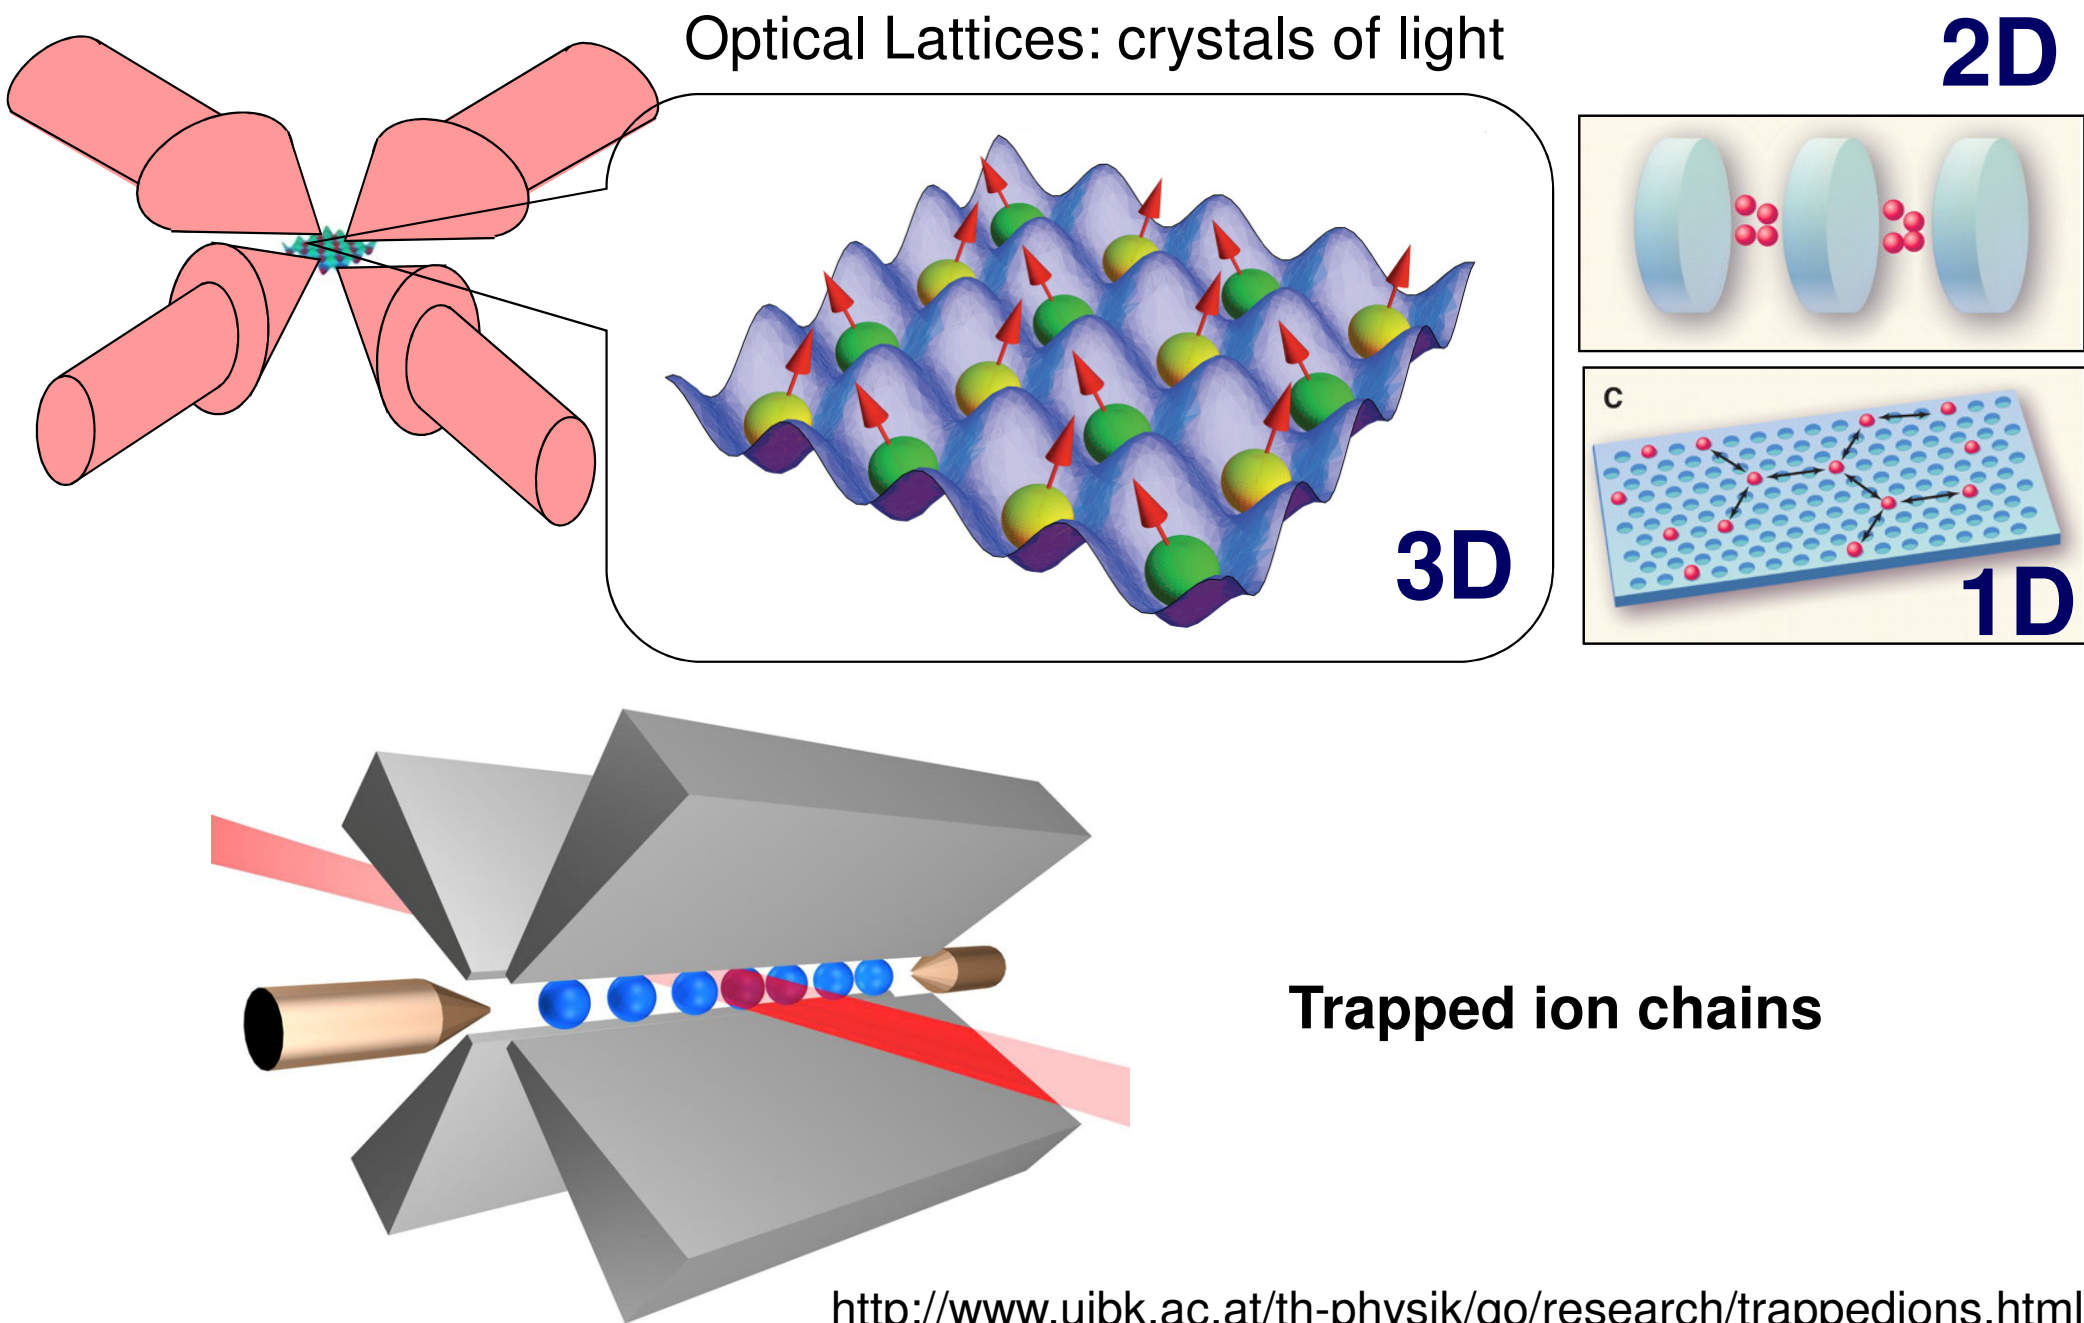 Optical Lattices: crystals of light
2D
C
3D
1D
Trapped ion chains
http://www.uibk.ac.at/th-physik/qo/research/trappedions.html